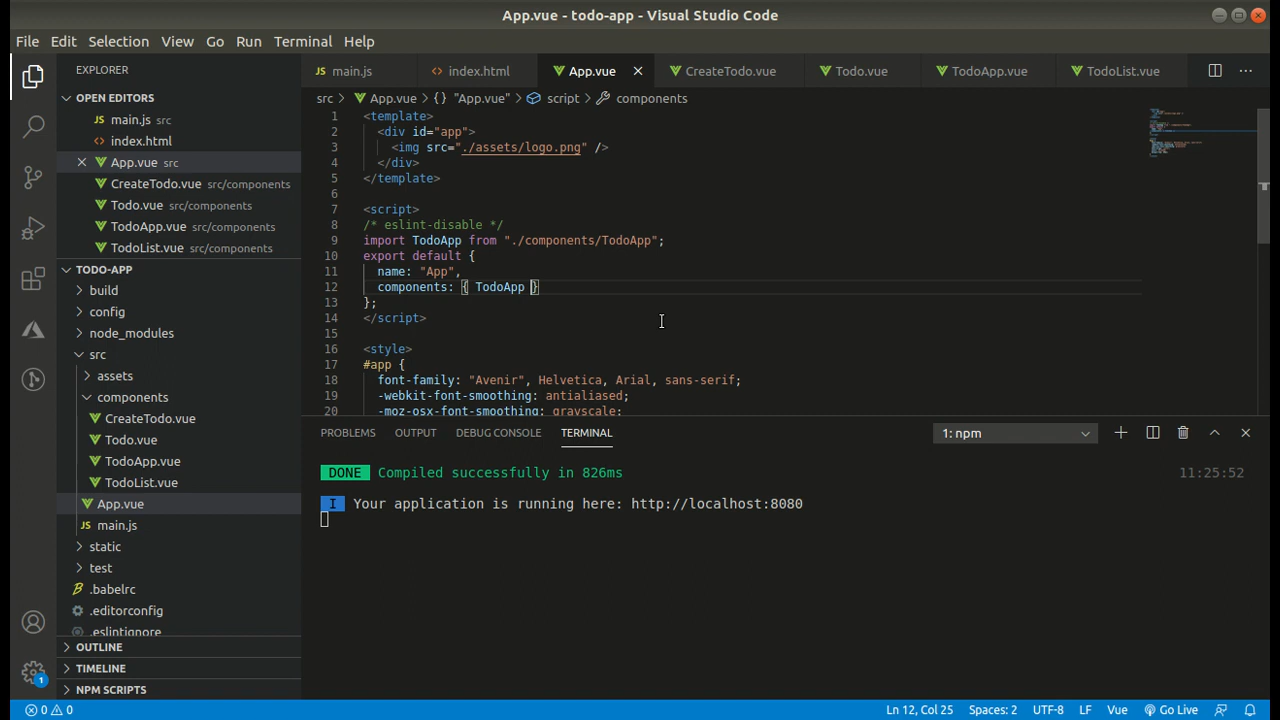 App.vue - todo-app - Visual Studio Code
File Edit Selection View Go Run Terminal Help
EXPLORER
OPEN EDITORS
main.js src
index.html
App.vue src
CreateTodo.vue src/components
Todo.vue src/components
TodoApp.vue src/components
TodoList.vue src/components
TODO-APP
build
config
node_modules
src
assets
components
CreateTodo.vue
Todo.vue
TodoApp.vue
TodoList.vue
App.vue
main.js
static
test
.babelrc
.editorconfig
.eslintignore
OUTLINE
TIMELINE
NPM SCRIPTS
JS main.js index.html App.vue CreateTodo.vue Todo.vue TodoApp.vue TodoList.vue
src > App.vue > {} "App.vue" > script > components
1 <template>
2 <div id="app">
3 <img src="./assets/logo.png" />
4 </div>
5 </template>
6
7 <script>
8 /* eslint-disable */
9 import TodoApp from "./components/TodoApp";
10 export default {
11 name: "App",
12 components: { TodoApp }
13 };
14 </script>
15
16 <style>
17 #app {
18 font-family: "Avenir", Helvetica, Arial, sans-serif;
19 -webkit-font-smoothing: antialiased;
20 -moz-osx-font-smoothing: grayscale;
PROBLEMS OUTPUT DEBUG CONSOLE TERMINAL 1: npm
DONE Compiled successfully in 826ms 11:25:52
I Your application is running here: http://localhost:8080
1
0 0 Ln 12, Col 25 Spaces: 2 UTF-8 LF Vue Go Live